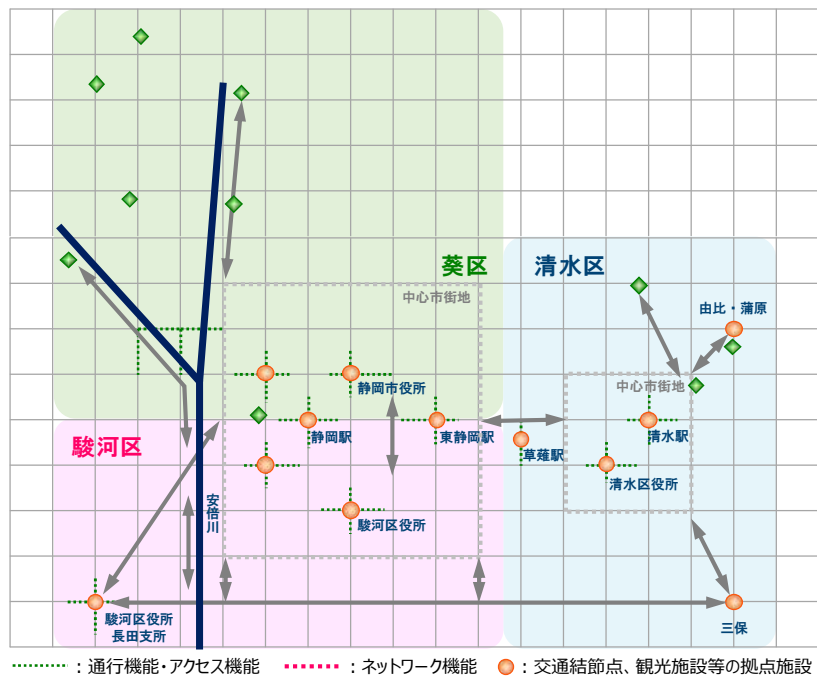 葵区
清水区
中心市街地
由比・蒲原
静岡市役所
中心市街地
静岡駅
東静岡駅
清水駅
駿河区
草薙駅
清水区役所
安倍川
駿河区役所
駿河区役所
長田支所
三保
：通行機能・アクセス機能
：ネットワーク機能
：交通結節点、観光施設等の拠点施設